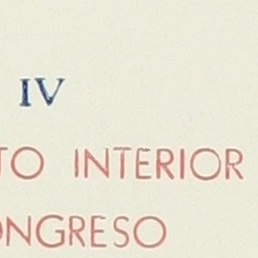 IV
TO INTERIOR
ONGRESO